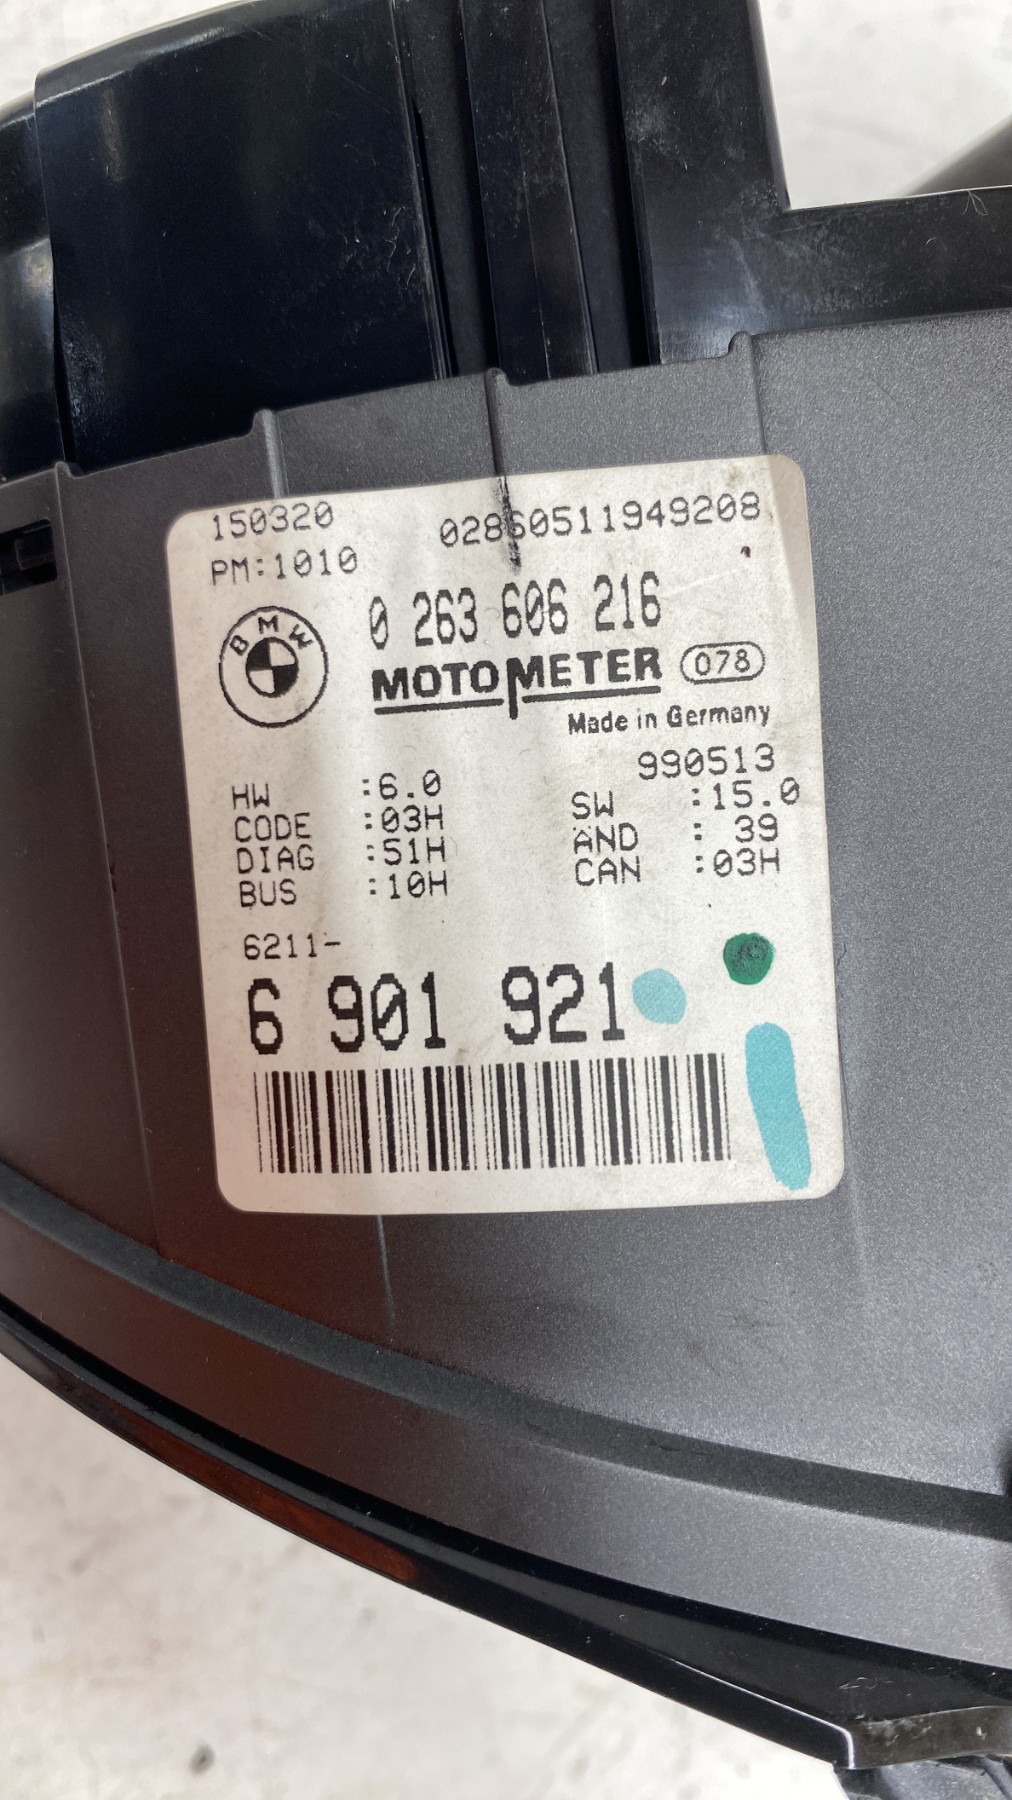 150320 02860511949208
PM:1010
BMW
0 263 606 216
MOTOMETER 078
Made in Germany
990513
HW :6.0 SW :15.0
CODE :03H AND : 39
DIAG :51H CAN :03H
BUS :10H
6211-
6 901 921